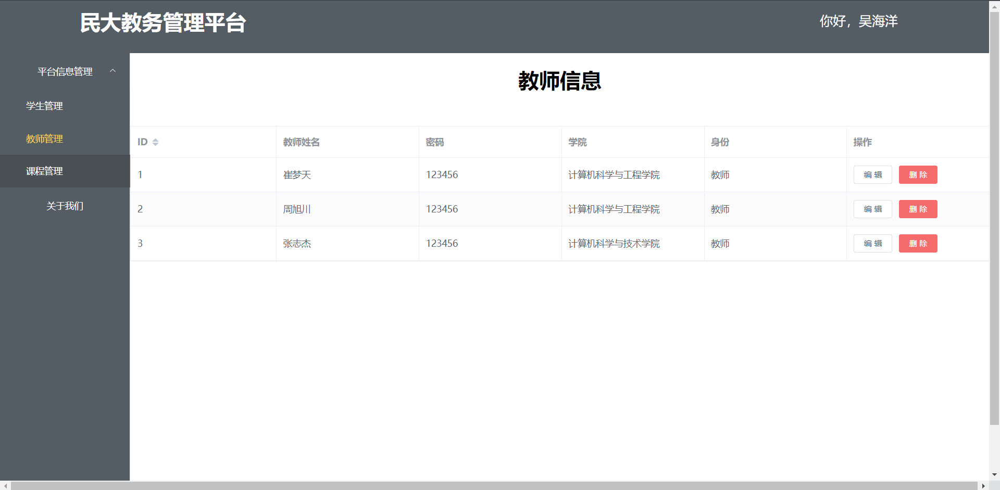 民大教务管理平台
你好，吴海洋
平台信息管理
学生管理
教师管理
课程管理
关于我们
教师信息
ID 教师姓名 密码 学院 身份 操作
1 崔梦天 123456 计算机科学与工程学院 教师 编 辑 删 除
2 周旭川 123456 计算机科学与工程学院 教师 编 辑 删 除
3 张志杰 123456 计算机科学与技术学院 教师 编 辑 删 除